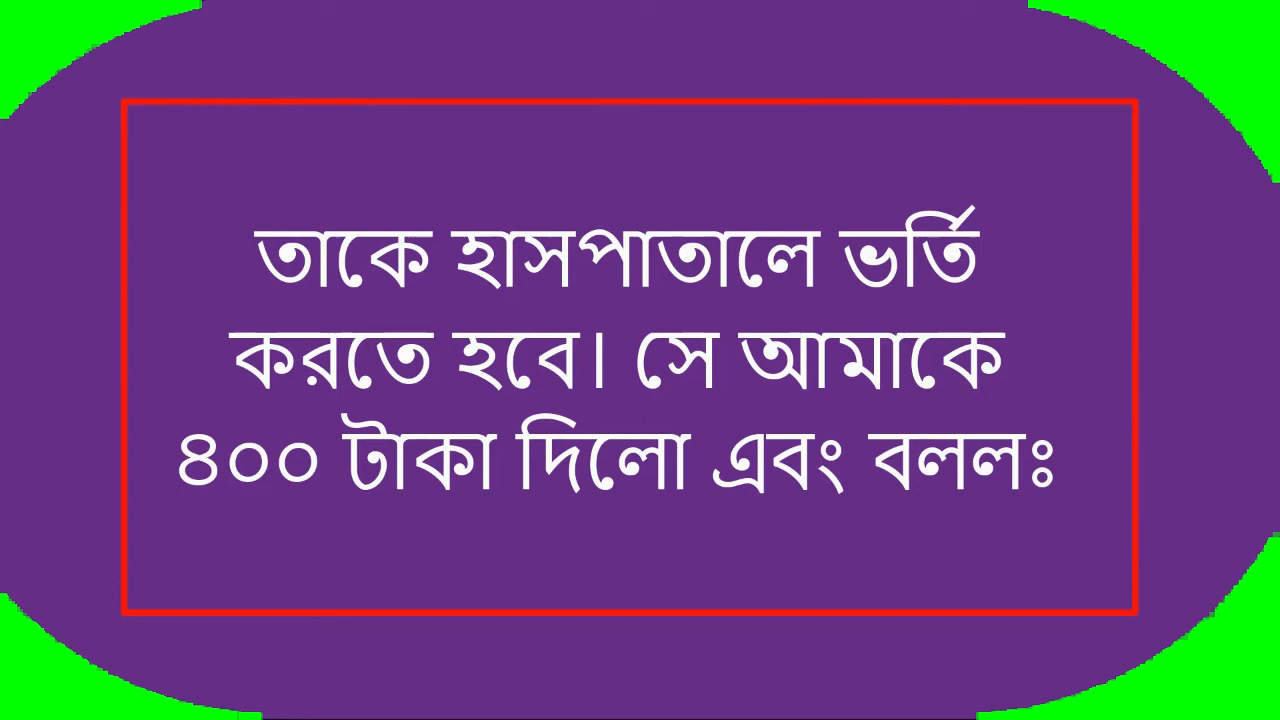 তাকে হাসপাতালে ভর্তি
করতে হবে। সে আমাকে
৪০০ টাকা দিলো এবং বললঃ